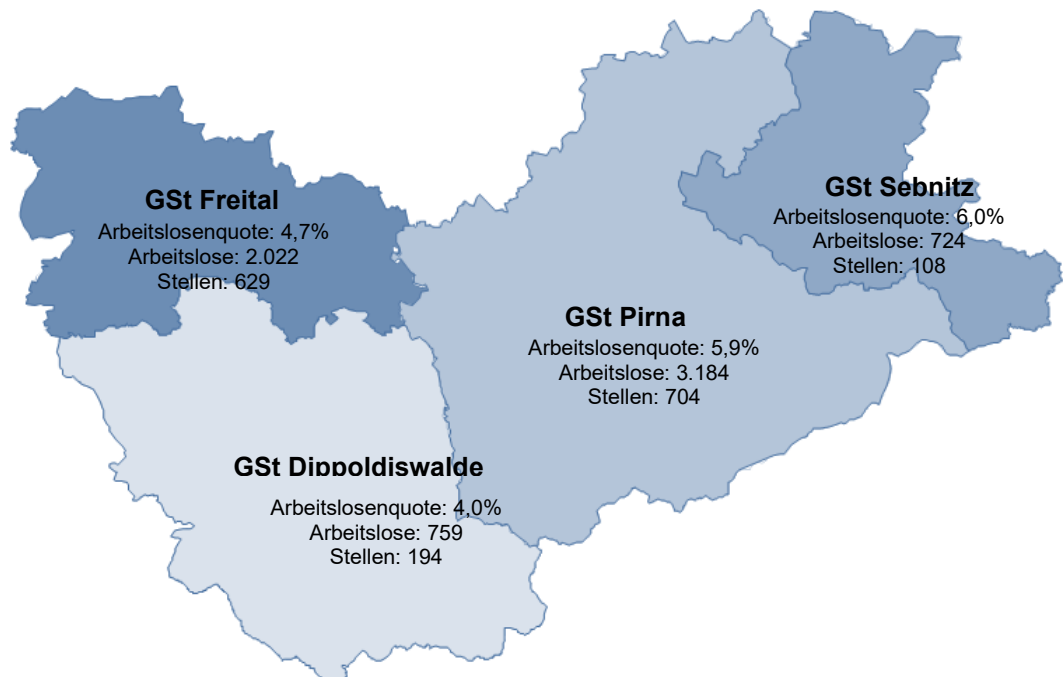 GSt Freital
Arbeitslosenquote: 4,7%
Arbeitslose: 2.022
Stellen: 629
GSt Sebnitz
Arbeitslosenquote: 6,0%
Arbeitslose: 724
Stellen: 108
GSt Pirna
Arbeitslosenquote: 5,9%
Arbeitslose: 3.184
Stellen: 704
GSt Dippoldiswalde
Arbeitslosenquote: 4,0%
Arbeitslose: 759
Stellen: 194